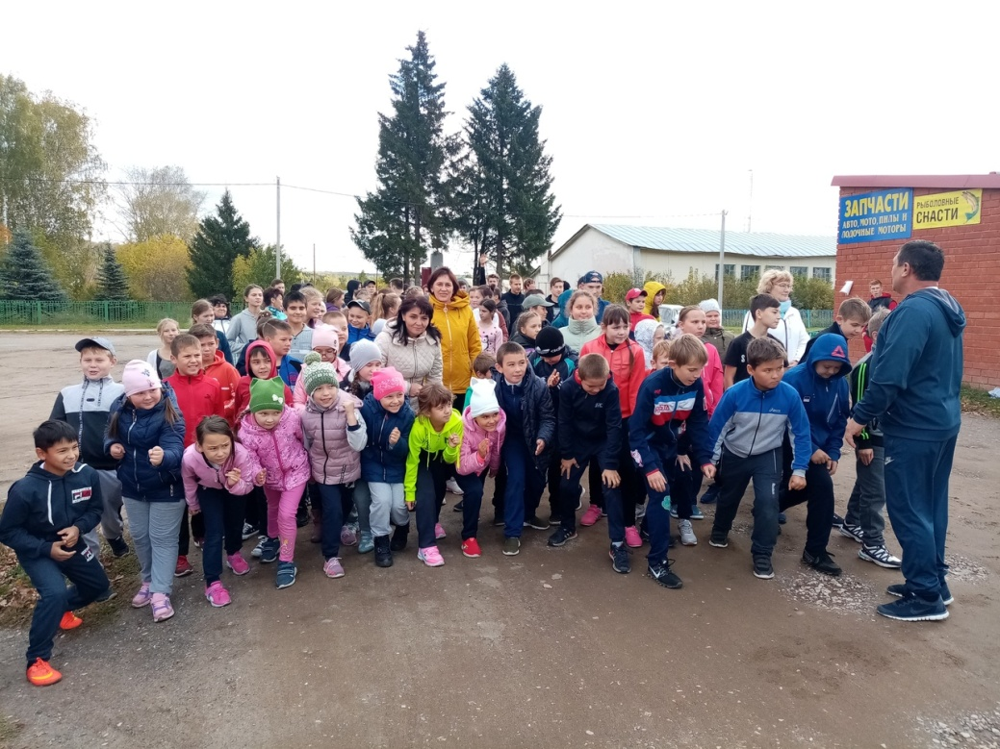 ЗАПЧАСТИ
АВТО, МОТО, ПИЛЫ И
ЛОДОЧНЫЕ МОТОРЫ
РЫБОЛОВНЫЕ
СНАСТИ